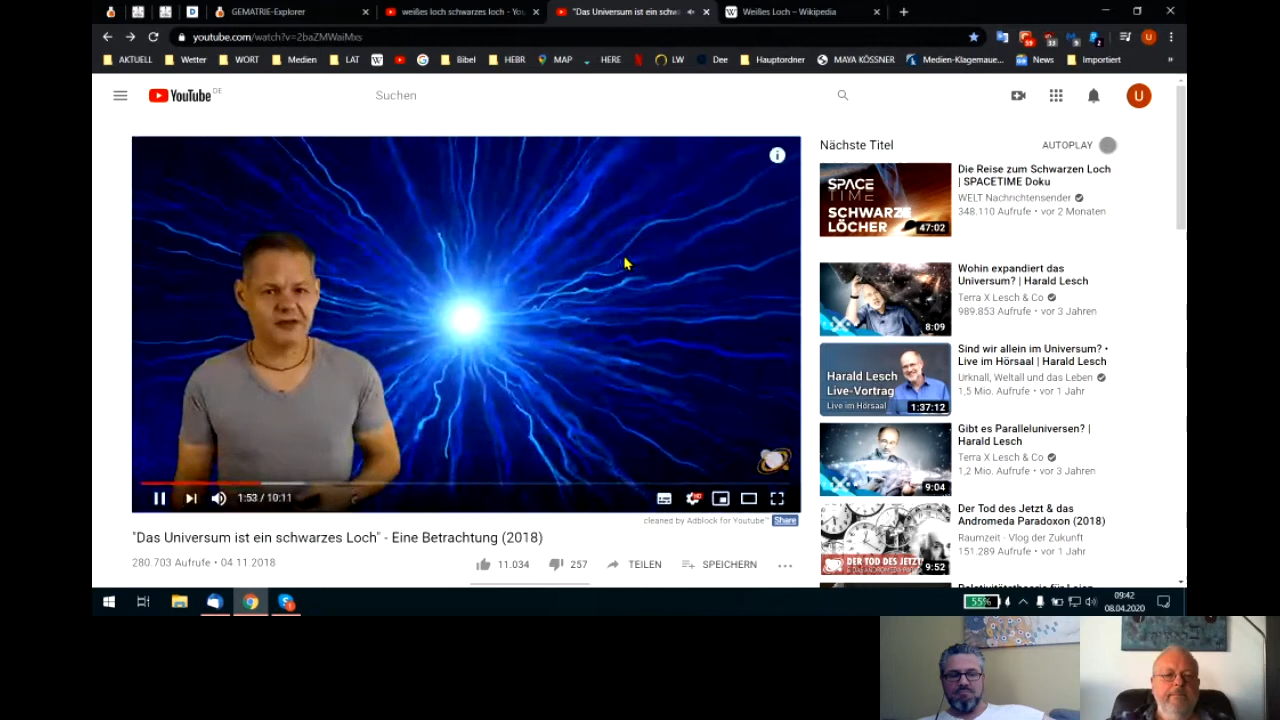 GEMATRIE-Explorer
weißes loch schwarzes loch - You
"Das Universum ist ein schwa
Weißes Loch – Wikipedia
youtube.com/watch?v=2baZMWaiMxs
AKTUELL
Wetter
WORT
Medien
LAT
Bibel
HEBR
MAP
HERE
LW
Dee
Hauptordner
MAYA KÖSSNER
Medien-Klagemaue...
News
Importiert
YouTube DE
Suchen
U
SPACE
TIME
SCHWARZE
LÖCHER
47:02
Nächste Titel
AUTOPLAY
Die Reise zum Schwarzen Loch
| SPACETIME Doku
WELT Nachrichtensender
348.110 Aufrufe • vor 2 Monaten
8:09
Wohin expandiert das
Universum? | Harald Lesch
Terra X Lesch & Co
989.853 Aufrufe • vor 3 Jahren
Harald Lesch
Live-Vortrag
Live im Hörsaal
1:37:12
Sind wir allein im Universum? •
Live im Hörsaal | Harald Lesch
Urknall, Weltall und das Leben
1,5 Mio. Aufrufe • vor 1 Jahr
9:04
Gibt es Paralleluniversen? |
Harald Lesch
Terra X Lesch & Co
1,2 Mio. Aufrufe • vor 3 Jahren
DER TOD DES JETZT
9:52
Der Tod des Jetzt & das
Andromeda Paradoxon (2018)
Raumzeit - Vlog der Zukunft
151.289 Aufrufe • vor 1 Jahr
1:53 / 10:11
cleaned by Adblock for Youtube™ Share
"Das Universum ist ein schwarzes Loch" - Eine Betrachtung (2018)
280.703 Aufrufe • 04.11.2018
11.034
257
TEILEN
SPEICHERN
55%
09:42
08.04.2020